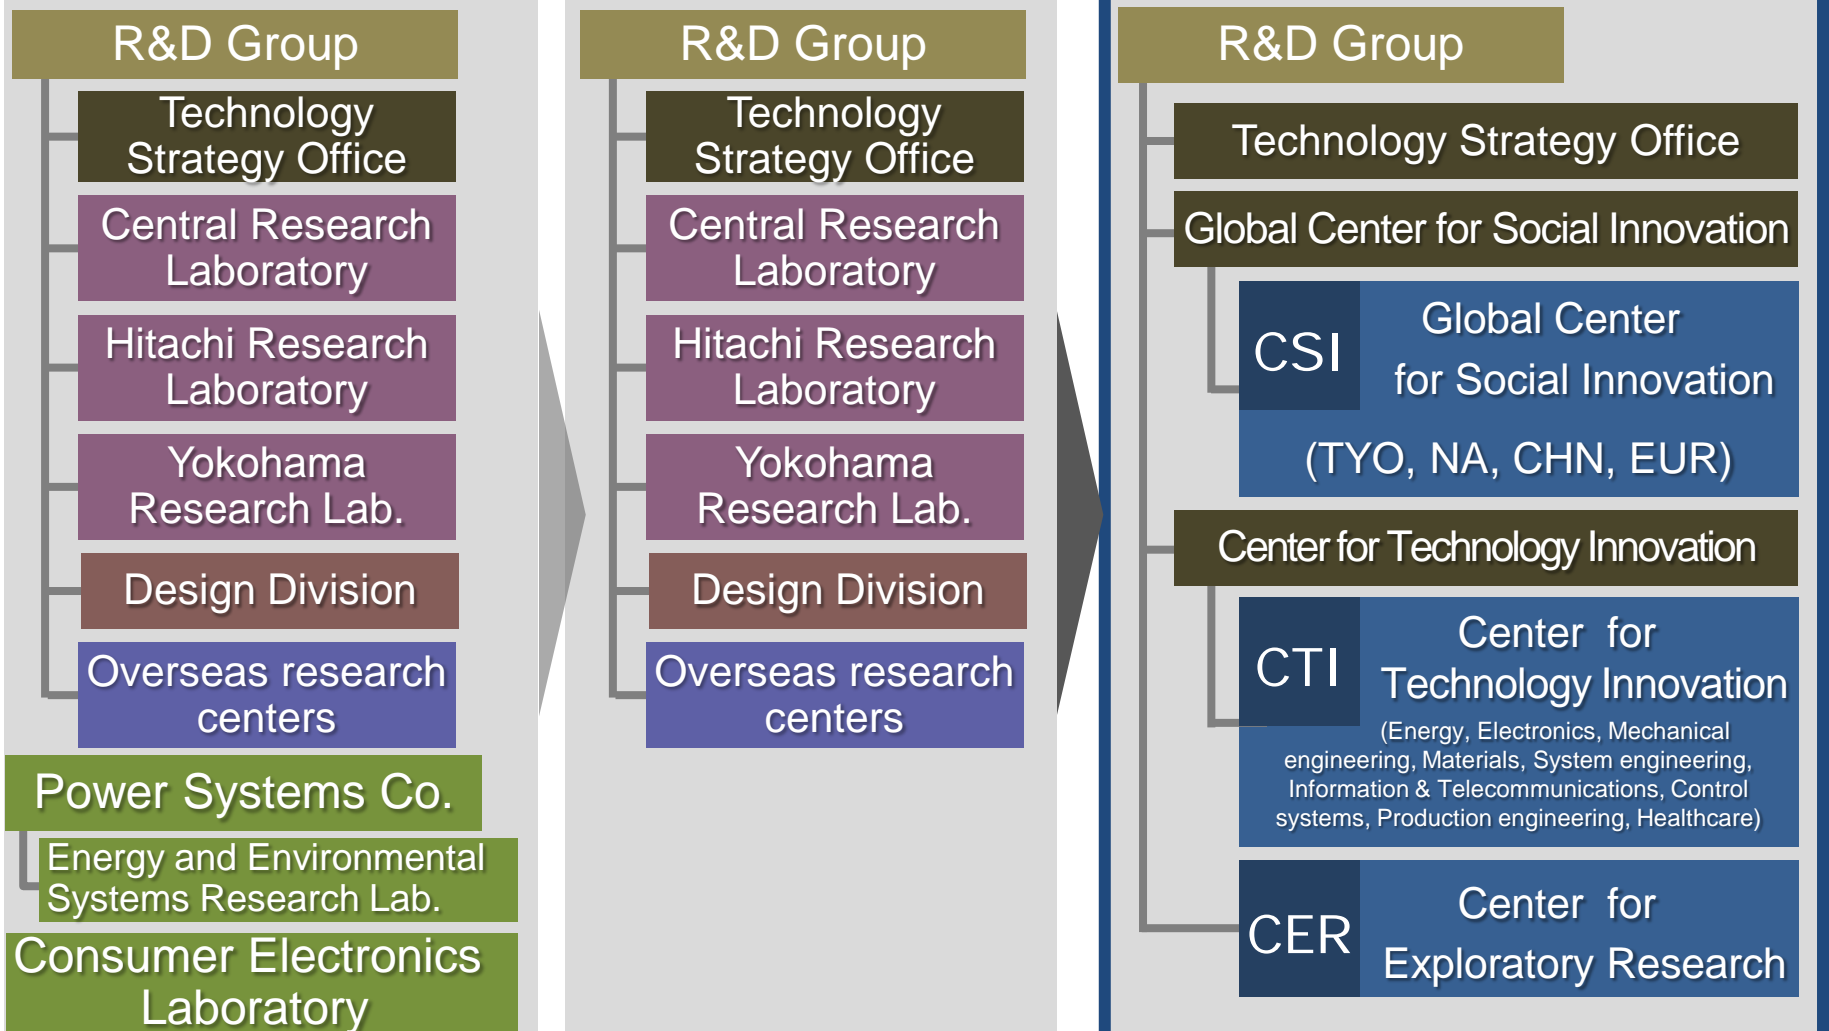 R&D Group
Technology
Strategy Office
Central Research
Laboratory
Hitachi Research
Laboratory
Yokohama
Research Lab.
Design Division
Overseas research
centers
Power Systems Co.
Energy and Environmental
Systems Research Lab.
Consumer Electronics
Laboratory
R&D Group
Technology
Strategy Office
Central Research
Laboratory
Hitachi Research
Laboratory
Yokohama
Research Lab.
Design Division
Overseas research
centers
R&D Group
Technology Strategy Office
Global Center for Social Innovation
CSI
Global Center
for Social Innovation
(TYO, NA, CHN, EUR)
Center for Technology Innovation
CTI
Center for
Technology Innovation
(Energy, Electronics, Mechanical
engineering, Materials, System engineering,
Information & Telecommunications, Control
systems, Production engineering, Healthcare)
CER
Center for
Exploratory Research